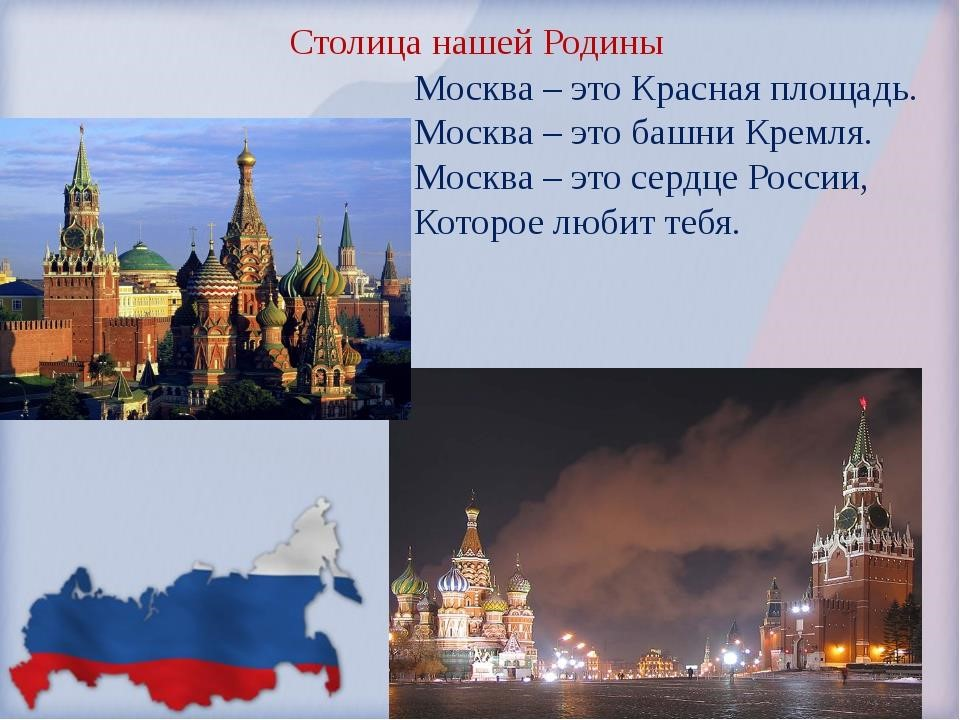 Столица нашей Родины
Москва – это Красная площадь.
Москва – это башни Кремля.
Москва – это сердце России,
Которое любит тебя.